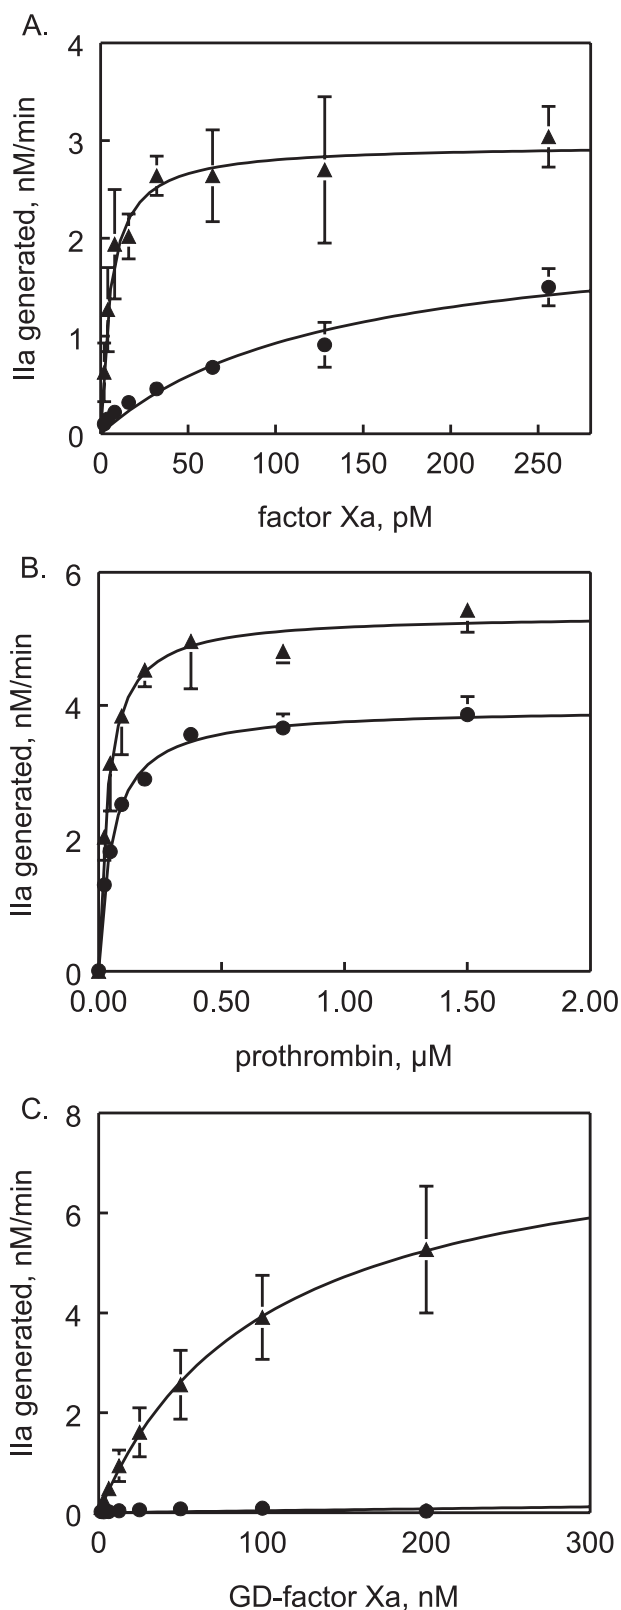 A.
4
3
2
1
0
IIa generated, nM/min
0 50 100 150 200 250
factor Xa, pM
B.
6
4
2
0
IIa generated, nM/min
0.00 0.50 1.00 1.50 2.00
prothrombin, µM
C.
8
6
4
2
0
IIa generated, nM/min
0 100 200 300
GD-factor Xa, nM